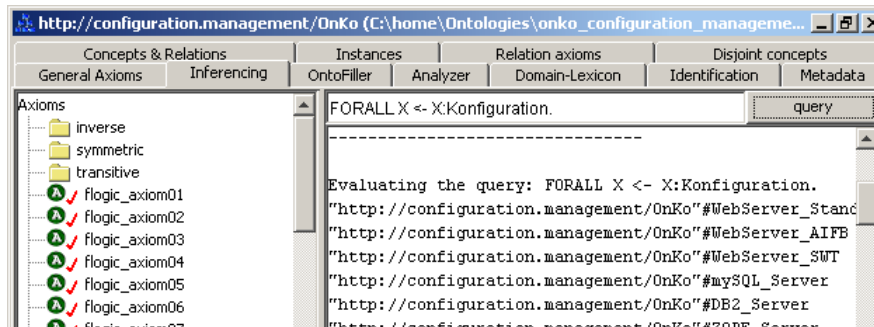 http://configuration.management/OnKo (C:\home\Ontologies\onko_configuration_manageme...
Concepts & Relations Instances Relation axioms Disjoint concepts
General Axioms Inferencing OntoFiller Analyzer Domain-Lexicon Identification Metadata
Axioms
inverse
symmetric
transitive
flogic_axiom01
flogic_axiom02
flogic_axiom03
flogic_axiom04
flogic_axiom05
flogic_axiom06
FORALL X <- X:Konfiguration. query
--------------------------------
Evaluating the query: FORALL X <- X:Konfiguration.
"http://configuration.management/OnKo"#WebServer_Stand
"http://configuration.management/OnKo"#WebServer_AIFB
"http://configuration.management/OnKo"#WebServer_SWT
"http://configuration.management/OnKo"#mySQL_Server
"http://configuration.management/OnKo"#DB2_Server